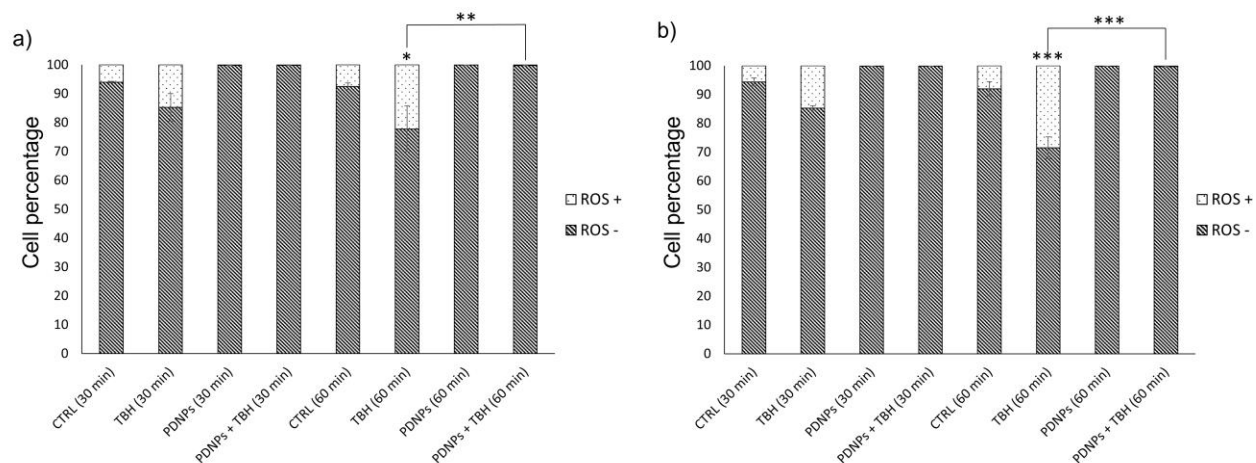 a)
**
*
Cell percentage
100
90
80
70
60
50
40
30
20
10
0
CTRL (30 min)
TBH (30 min)
PDNPs (30 min)
PDNPs + TBH (30 min)
CTRL (60 min)
TBH (60 min)
PDNPs (60 min)
PDNPs + TBH (60 min)
ROS +
ROS -
b)
***
***
Cell percentage
100
90
80
70
60
50
40
30
20
10
0
CTRL (30 min)
TBH (30 min)
PDNPs (30 min)
PDNPs + TBH (30 min)
CTRL (60 min)
TBH (60 min)
PDNPs (60 min)
PDNPs + TBH (60 min)
ROS +
ROS -